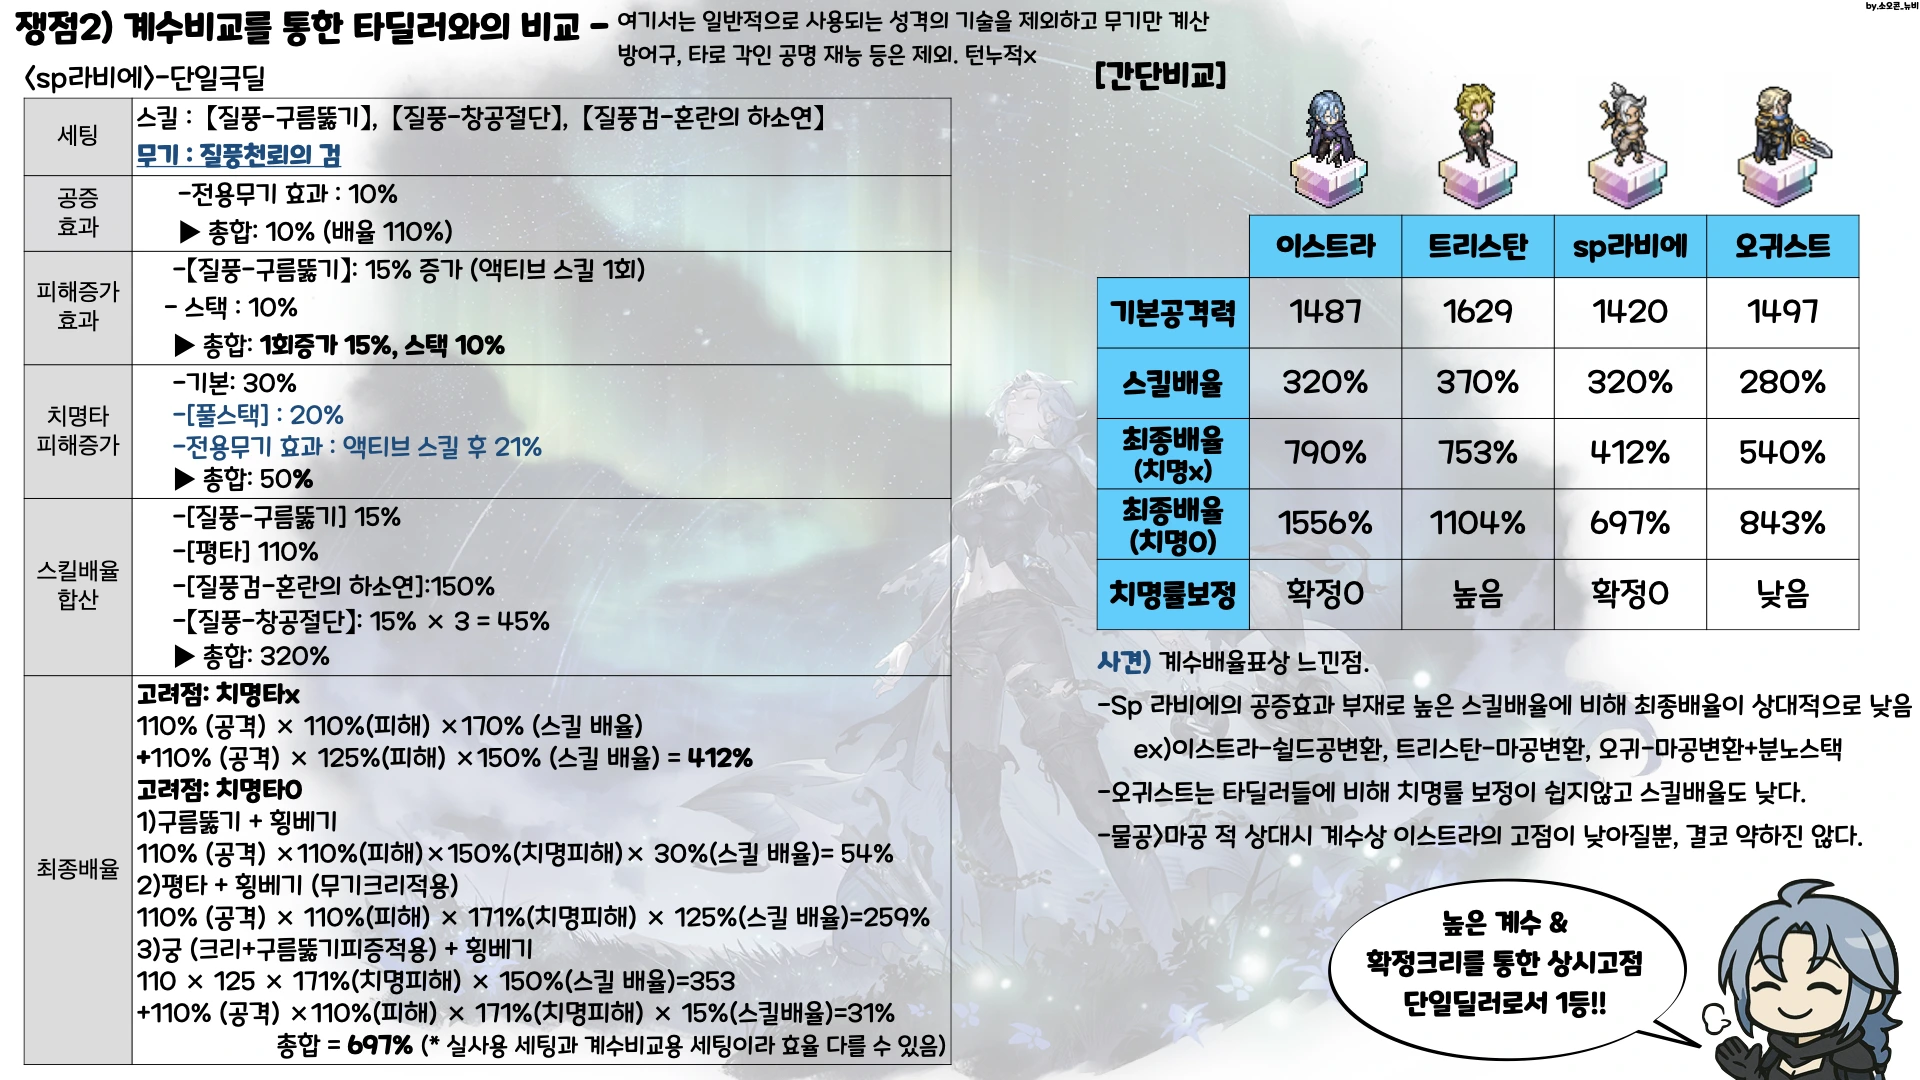 by.소오콘_뉴비
쟁점2) 계수비교를 통한 타딜러와의 비교 - 여기서는 일반적으로 사용되는 성격의 기술을 제외하고 무기만 계산
방어구, 타로 각인 공명 재능 등은 제외. 턴누적x
<sp라비에>-단일극딜
세팅
스킬 : 【질풍-구름뚫기】, 【질풍-창공절단】, 【질풍검-혼란의 하소연】
무기 : 질풍천뢰의 검
공증
효과
-전용무기 효과 : 10%
▶ 총합: 10% (배율 110%)
피해증가
효과
-【질풍-구름뚫기】: 15% 증가 (액티브 스킬 1회)
- 스택 : 10%
▶ 총합: 1회증가 15%, 스택 10%
치명타
피해증가
-기본: 30%
-[풀스택] : 20%
-전용무기 효과 : 액티브 스킬 후 21%
▶ 총합: 50%
스킬배율
합산
-[질풍-구름뚫기] 15%
-[평타] 110%
-[질풍검-혼란의 하소연]:150%
-【질풍-창공절단】: 15% × 3 = 45%
▶ 총합: 320%
최종배율
고려점: 치명타x
110% (공격) × 110%(피해) ×170% (스킬 배율)
+110% (공격) × 125%(피해) ×150% (스킬 배율) = 412%
고려점: 치명타O
1)구름뚫기 + 횡베기
110% (공격) ×110%(피해)×150%(치명피해)× 30%(스킬 배율)= 54%
2)평타 + 횡베기 (무기크리적용)
110% (공격) × 110%(피해) × 171%(치명피해) × 125%(스킬 배율)=259%
3)궁 (크리+구름뚫기피증적용) + 횡베기
110 × 125 × 171%(치명피해) × 150%(스킬 배율)=353
+110% (공격) ×110%(피해) × 171%(치명피해) × 15%(스킬배율)=31%
총합 = 697% (* 실사용 세팅과 계수비교용 세팅이라 효율 다를 수 있음)
[간단비교]
이스트라 트리스탄 sp라비에 오귀스트
기본공격력 1487 1629 1420 1497
스킬배율 320% 370% 320% 280%
최종배율
(치명x) 790% 753% 412% 540%
최종배율
(치명O) 1556% 1104% 697% 843%
치명률보정 확정O 높음 확정O 낮음
사견) 계수배율표상 느낀점.
-Sp 라비에의 공증효과 부재로 높은 스킬배율에 비해 최종배율이 상대적으로 낮음
ex)이스트라-쉴드공변환, 트리스탄-마공변환, 오귀-마공변환+분노스택
-오귀스트는 타딜러들에 비해 치명률 보정이 쉽지않고 스킬배율도 낮다.
-물공>마공 적 상대시 계수상 이스트라의 고점이 낮아질뿐, 결코 약하진 않다.
높은 계수 &
확정크리를 통한 상시고점
단일딜러로서 1등!!